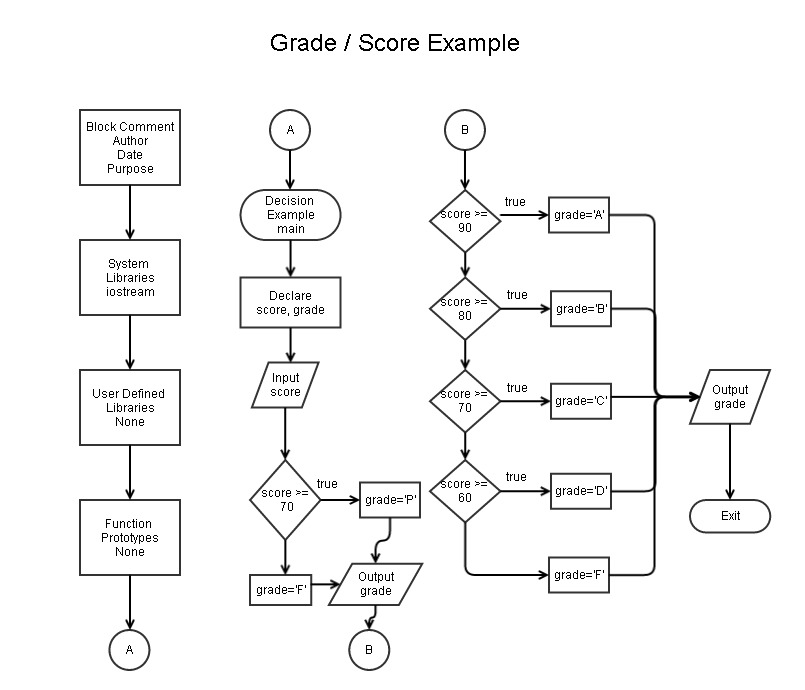 Grade / Score Example
Block Comment
Author
Date
Purpose
System
Libraries
iostream
User Defined
Libraries
None
Function
Prototypes
None
A
A
Decision
Example
main
Declare
score, grade
Input
score
score >=
70
true
grade='P'
grade='F'
Output
grade
B
B
score >=
90
true
grade='A'
score >=
80
true
grade='B'
score >=
70
true
grade='C'
score >=
60
true
grade='D'
grade='F'
Output
grade
Exit